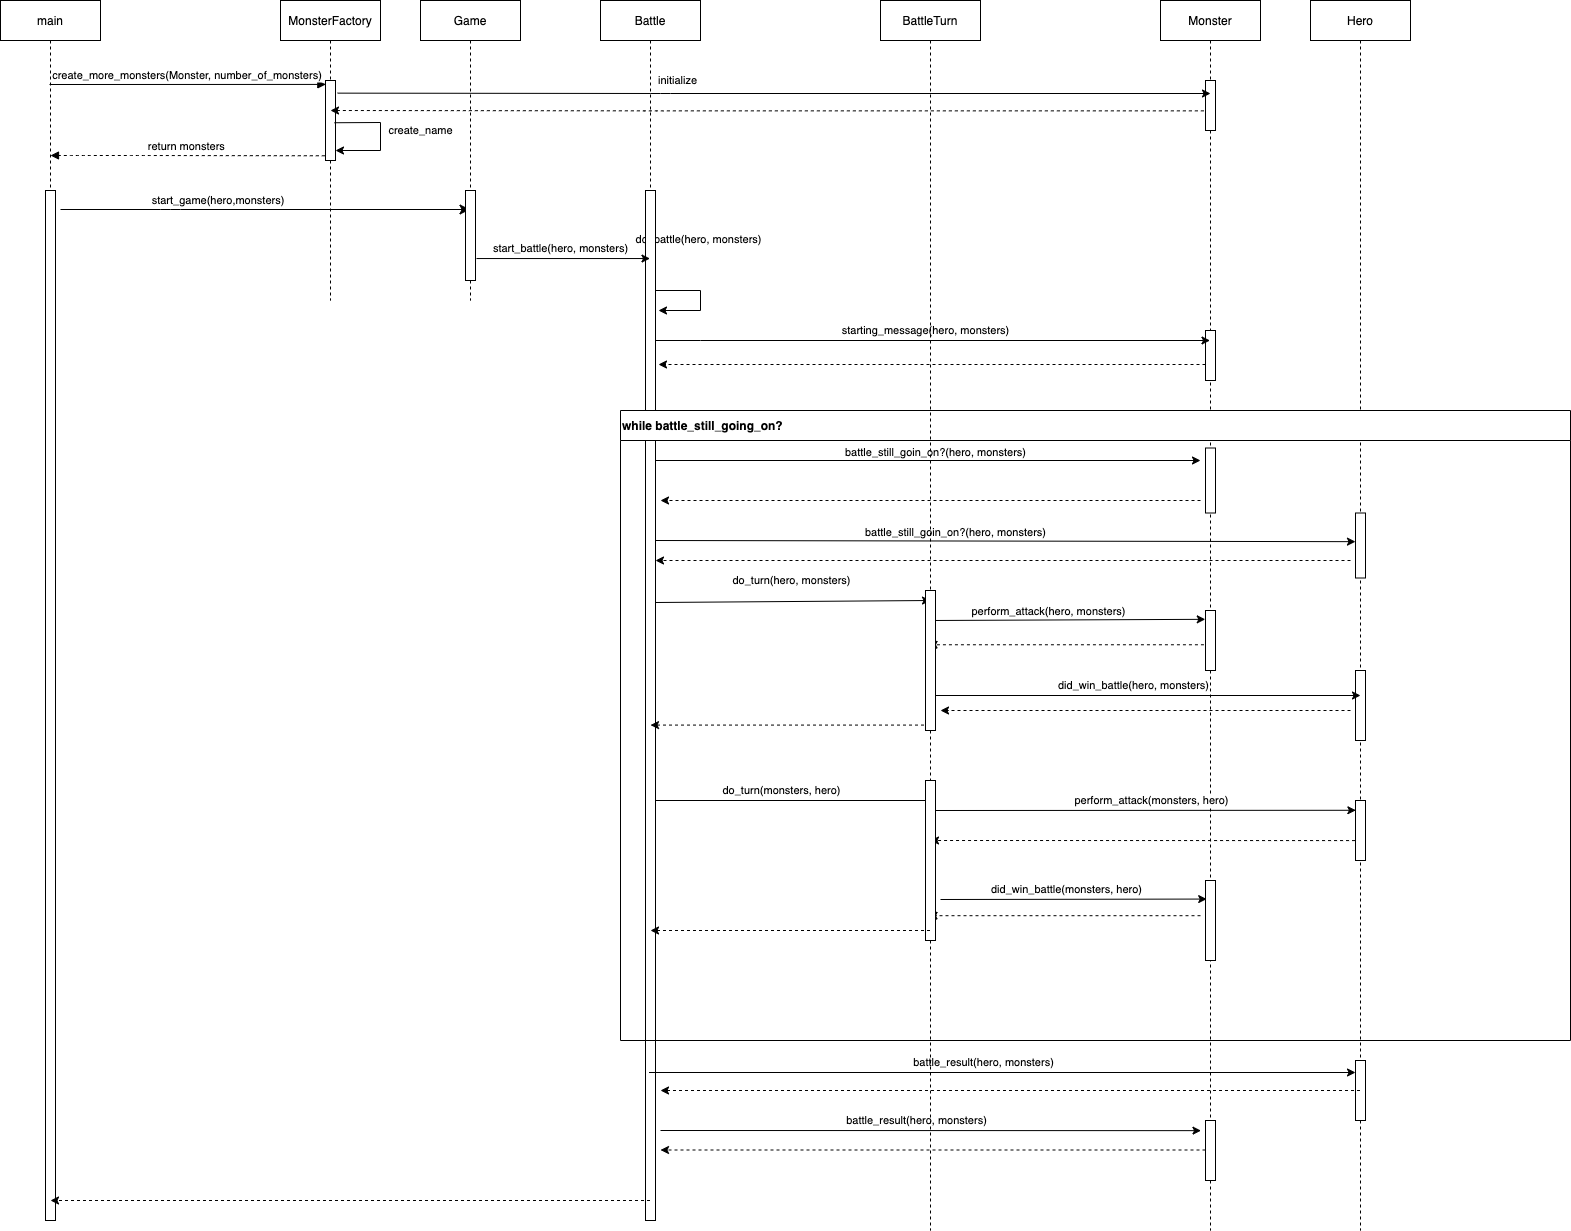 main
MonsterFactory
Game
Battle
BattleTurn
Monster
Hero
create_more_monsters(Monster, number_of_monsters)
initialize
create_name
return monsters
start_game(hero,monsters)
do_battle(hero, monsters)
start_battle(hero, monsters)
starting_message(hero, monsters)
while battle_still_going_on?
battle_still_goin_on?(hero, monsters)
battle_still_goin_on?(hero, monsters)
do_turn(hero, monsters)
perform_attack(hero, monsters)
did_win_battle(hero, monsters)
do_turn(monsters, hero)
perform_attack(monsters, hero)
did_win_battle(monsters, hero)
battle_result(hero, monsters)
battle_result(hero, monsters)